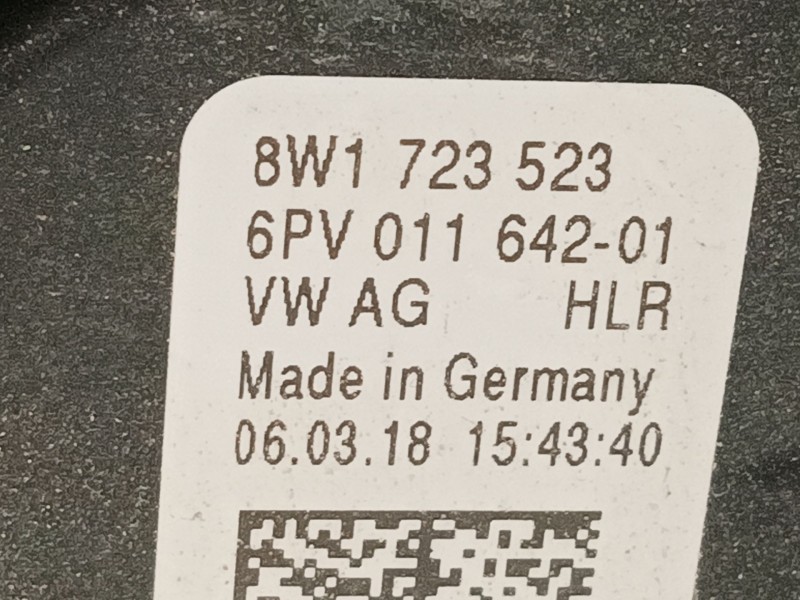 8W1 723 523
6PV 011 642-01
VW AG HLR
Made in Germany
06.03.18 15:43:40